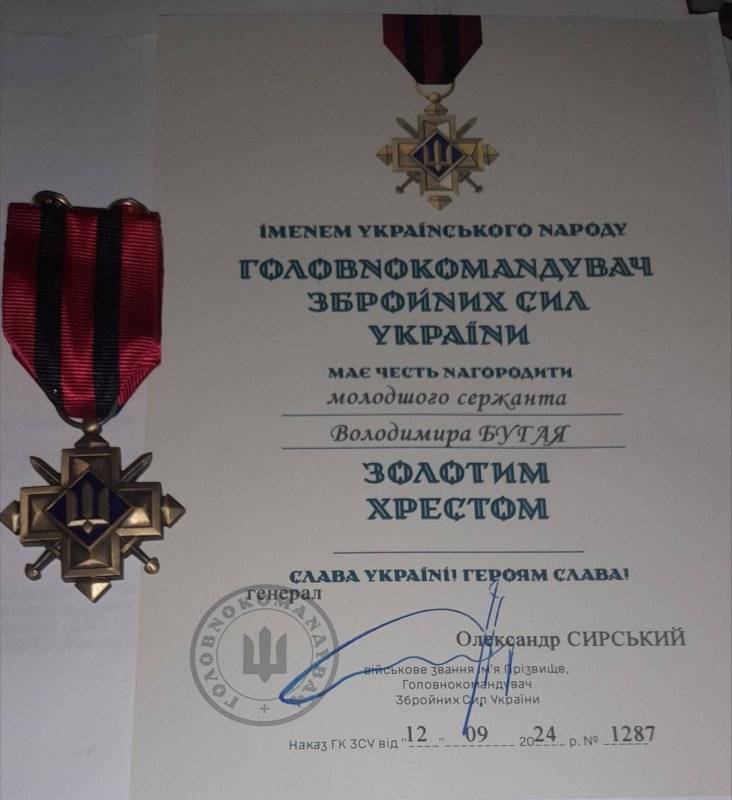 ІМЕНЕМ УКРАЇНСЬКОГО НАРОДУ
ГОЛОВНОКОМАНДУВАЧ
ЗБРОЙНИХ СИЛ
УКРАЇНИ
МАЄ ЧЕСТЬ НАГОРОДИТИ
молодшого сержанта
Володимира БУГАЯ
ЗОЛОТИМ
ХРЕСТОМ
СЛАВА УКРАЇНІ! ГЕРОЯМ СЛАВА!
генерал
ГОЛОВНОКОМАНДУВАЧ
Олександр СИРСЬКИЙ
військове звання, ім'я Прізвище,
Головнокомандувач
Збройних Сил України
Наказ ГК ЗСУ від "12" 09 2024 р. № 1287